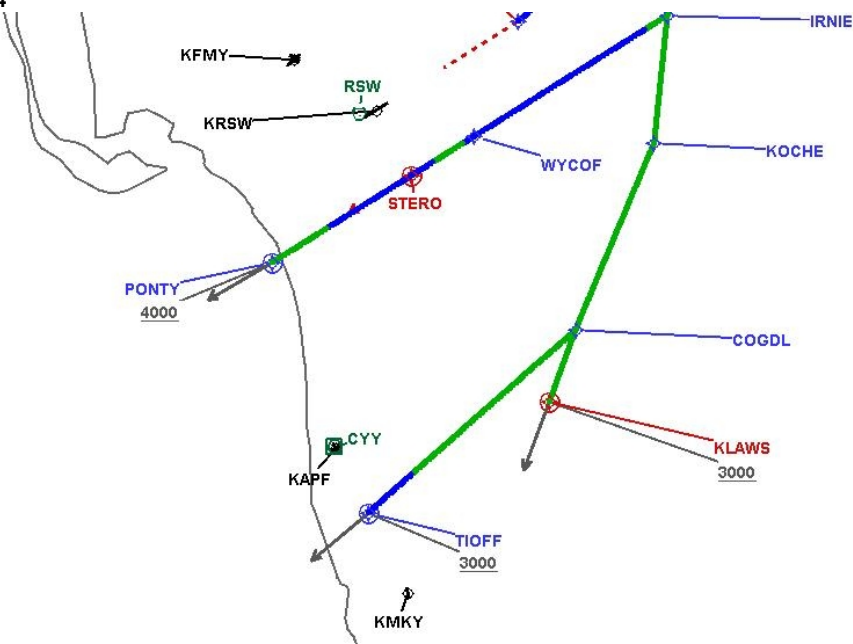 IRNIE
KFMY
RSW
KRSW
KOCHE
WYCOF
STERO
PONTY
4000
COGDL
CYY
KLAWS
3000
KAPF
TIOFF
3000
KMKY